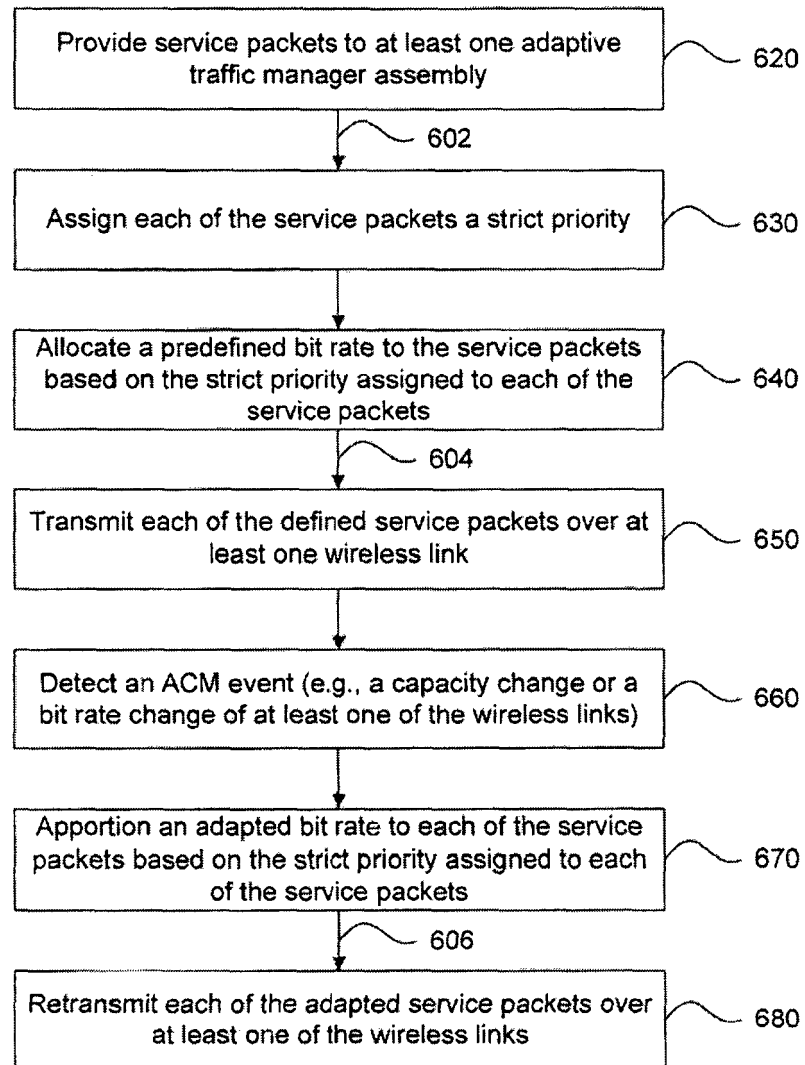 Provide service packets to at least one adaptive
traffic manager assembly
620
602
Assign each of the service packets a strict priority
630
Allocate a predefined bit rate to the service packets
based on the strict priority assigned to each of the
service packets
640
604
Transmit each of the defined service packets over at
least one wireless link
650
Detect an ACM event (e.g., a capacity change or a
bit rate change of at least one of the wireless links)
660
Apportion an adapted bit rate to each of the service
packets based on the strict priority assigned to each
of the service packets
670
606
Retransmit each of the adapted service packets over
at least one of the wireless links
680